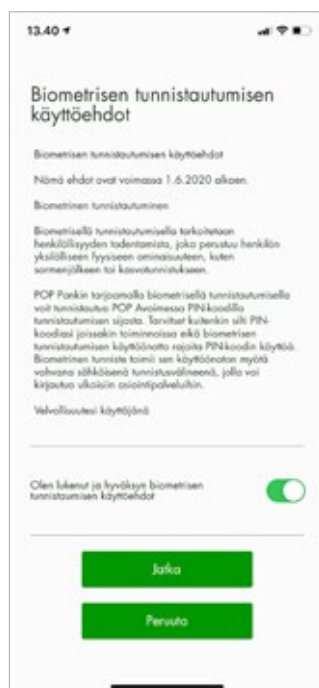 13.40
Biometrisen tunnistautumisen
käyttöehdot
Biometrisen tunnistautumisen käyttöehdot
Nämä ehdot ovat voimassa 1.6.2020 alkaen.
Biometrinen tunnistautuminen
Biometrisellä tunnistautumisella tarkoitetaan
henkilöllisyyden todentamista, joka perustuu henkilön
yksilölliseen fyysiseen ominaisuuteen, kuten
sormenjälkeen tai kasvotunnistukseen.
POP Pankin tarjoamalla biometrisellä tunnistautumisella
voit tunnistautua POP Avaimessa PIN-koodilla
tunnistautumisen sijasta. Tarvitset kuitenkin silti PIN-
koodiasi joissakin toiminnoissa eikä biometrisen
tunnistautumisen käyttöönotto rajoita PIN-koodin käyttöä.
Biometrinen tunniste toimii sen käyttöönoton myötä
vahvana sähköisenä tunnistusvälineenä, jolla voi
kirjautua ulkoisiin asiointipalveluihin.
Velvollisuutesi käyttäjänä
Olen lukenut ja hyväksyn biometrisen
tunnistaumisen käyttöehdot
Jatka
Peruuta